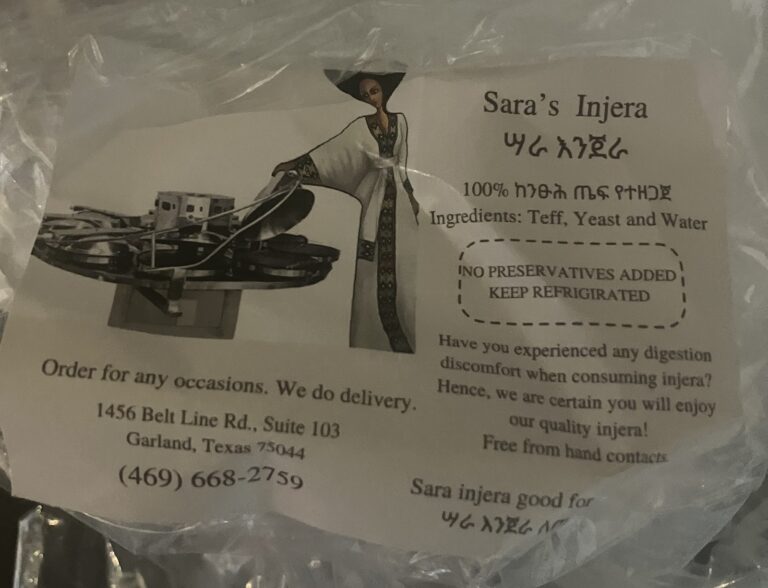 Sara's Injera
ሣራ እንጀራ
100% ከንፁሕ ጤፍ የተዘጋጀ
Ingredients: Teff, Yeast and Water
NO PRESERVATIVES ADDED
KEEP REFRIGIRATED
Have you experienced any digestion
discomfort when consuming injera?
Hence, we are certain you will enjoy
our quality injera!
Free from hand contacts
Sara injera good for
ሣራ እንጀራ
Order for any occasions. We do delivery.
1456 Belt Line Rd., Suite 103
Garland, Texas 75044
(469) 668-2759